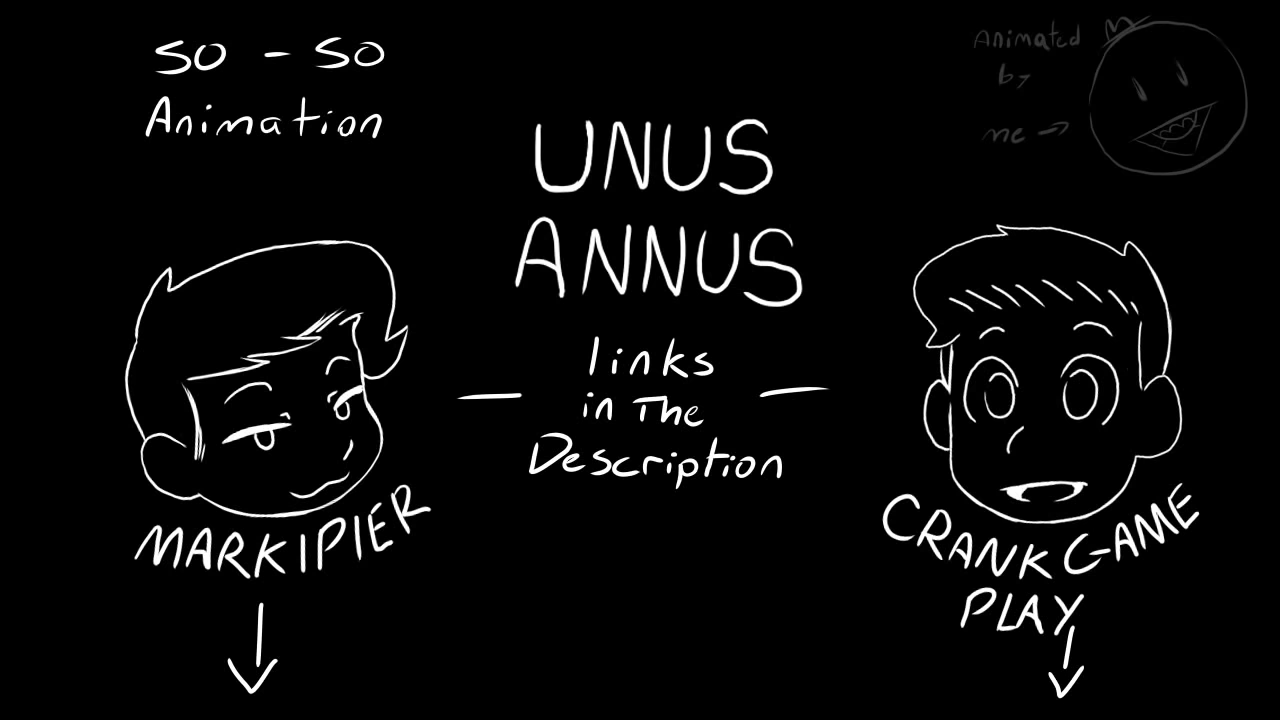 SO - SO
Animation
Animated
by
me
UNUS
ANNUS
links
in The
Description
MARKIPIER
CRANK GAME
PLAY